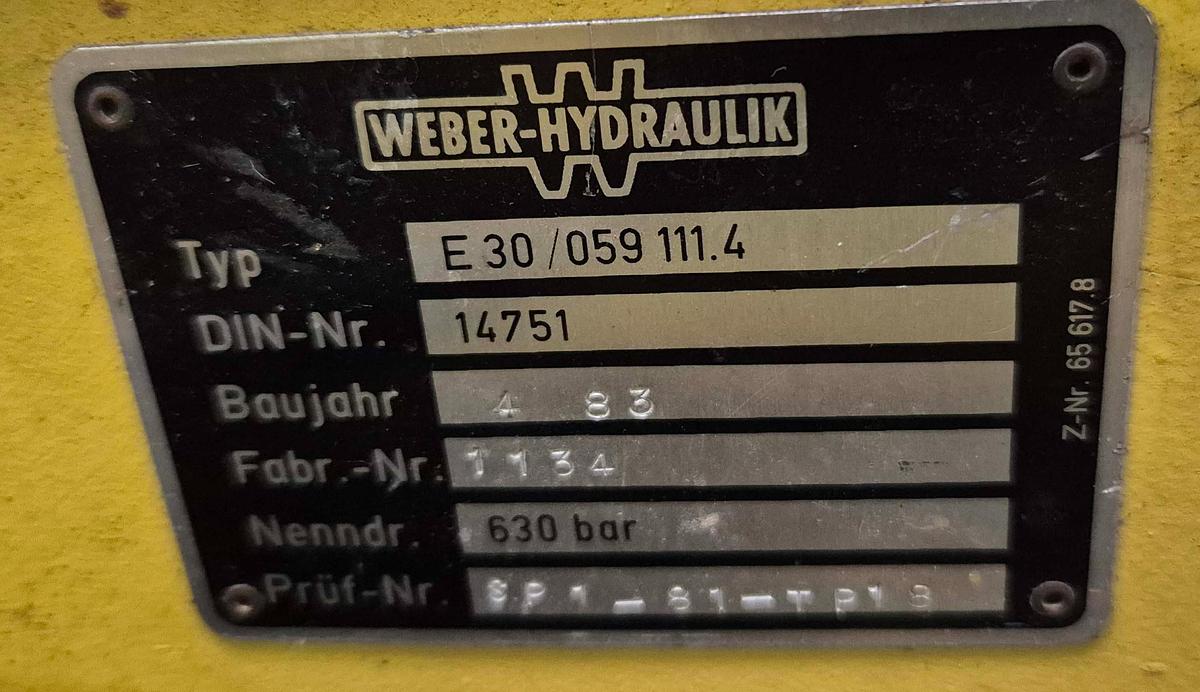 WEBER-HYDRAULIK
Typ E 30 /059 111.4
DIN-Nr. 14751
Baujahr 4 83
Fabr.-Nr. 1134
Nenndr. 630 bar
Prüf-Nr.
Z-Nr. 65 617.8